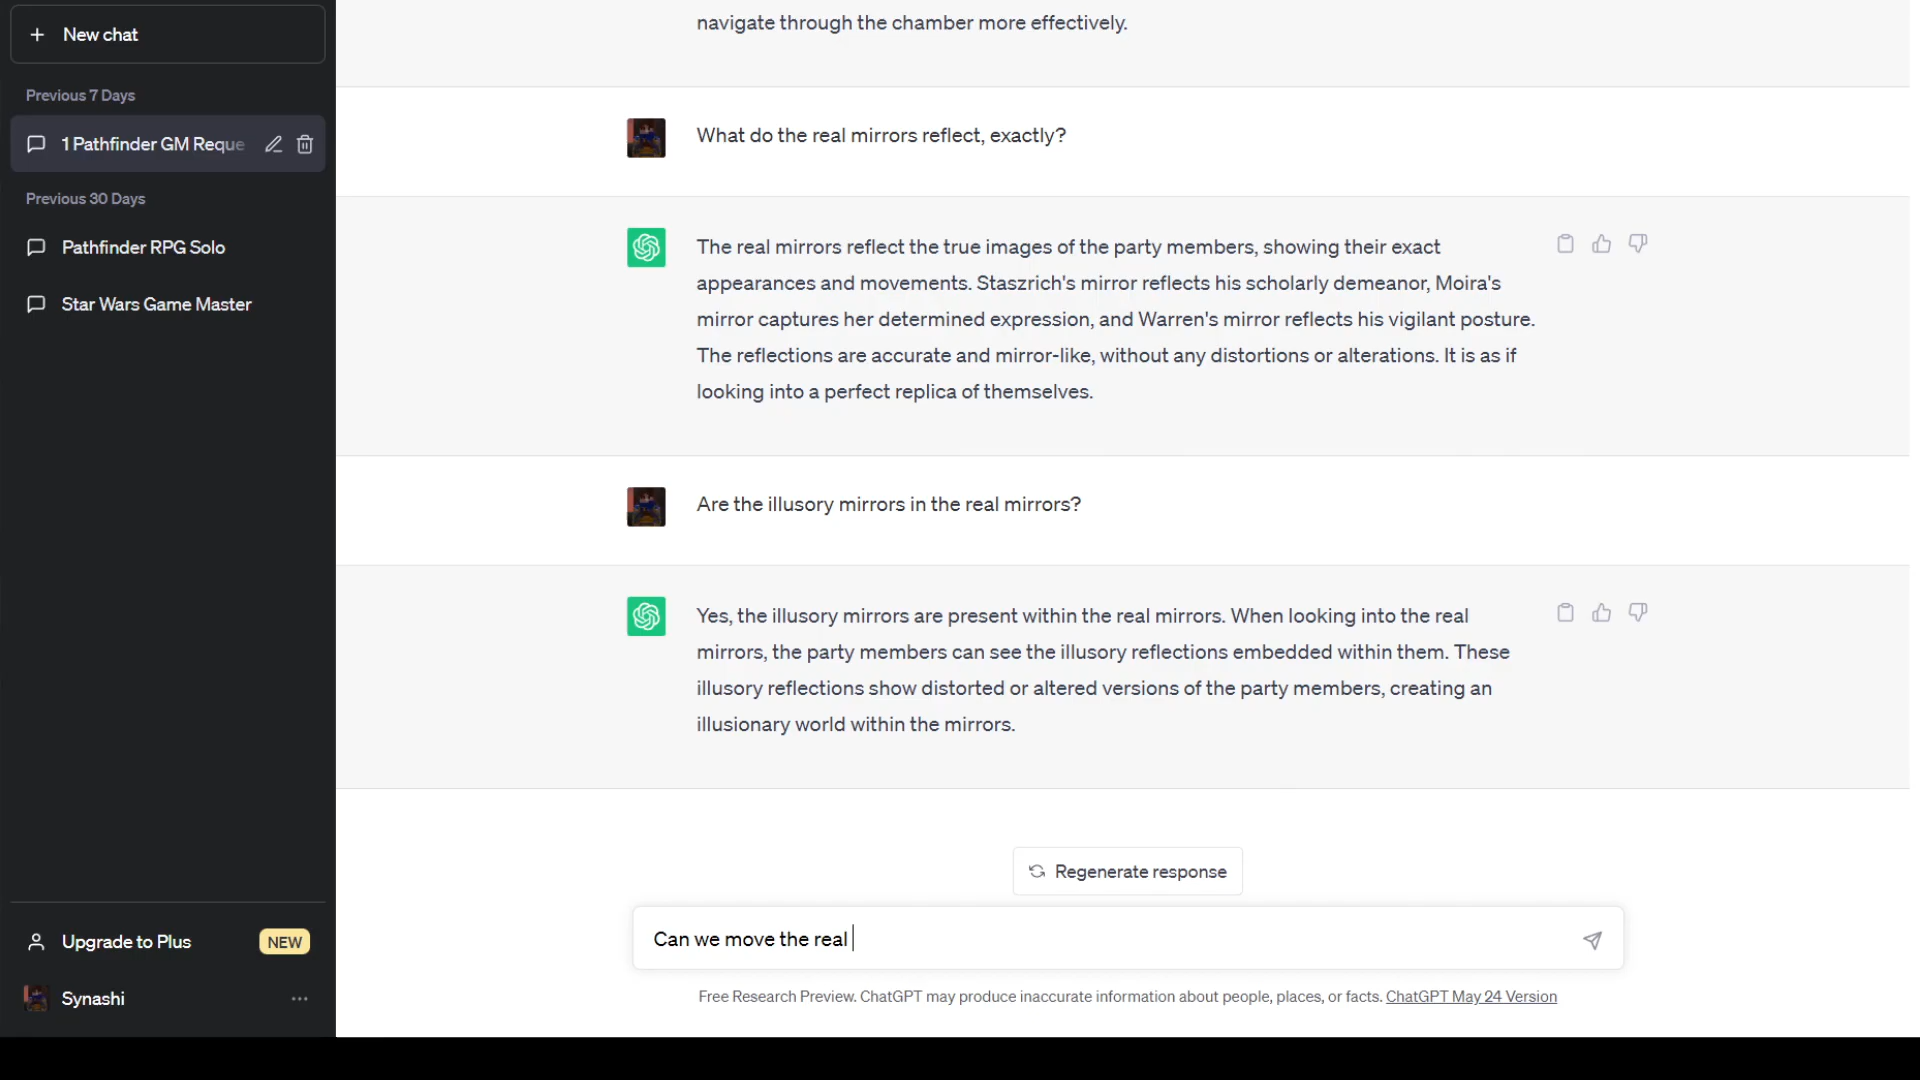 New chat
Previous 7 Days
1 Pathfinder GM Reque
Previous 30 Days
Pathfinder RPG Solo
Star Wars Game Master
Upgrade to Plus
NEW
Synashi
navigate through the chamber more effectively.
What do the real mirrors reflect, exactly?
The real mirrors reflect the true images of the party members, showing their exact
appearances and movements. Staszrich's mirror reflects his scholarly demeanor, Moira's
mirror captures her determined expression, and Warren's mirror reflects his vigilant posture.
The reflections are accurate and mirror-like, without any distortions or alterations. It is as if
looking into a perfect replica of themselves.
Are the illusory mirrors in the real mirrors?
Yes, the illusory mirrors are present within the real mirrors. When looking into the real
mirrors, the party members can see the illusory reflections embedded within them. These
illusory reflections show distorted or altered versions of the party members, creating an
illusionary world within the mirrors.
Regenerate response
Can we move the real
Free Research Preview. ChatGPT may produce inaccurate information about people, places, or facts. ChatGPT May 24 Version